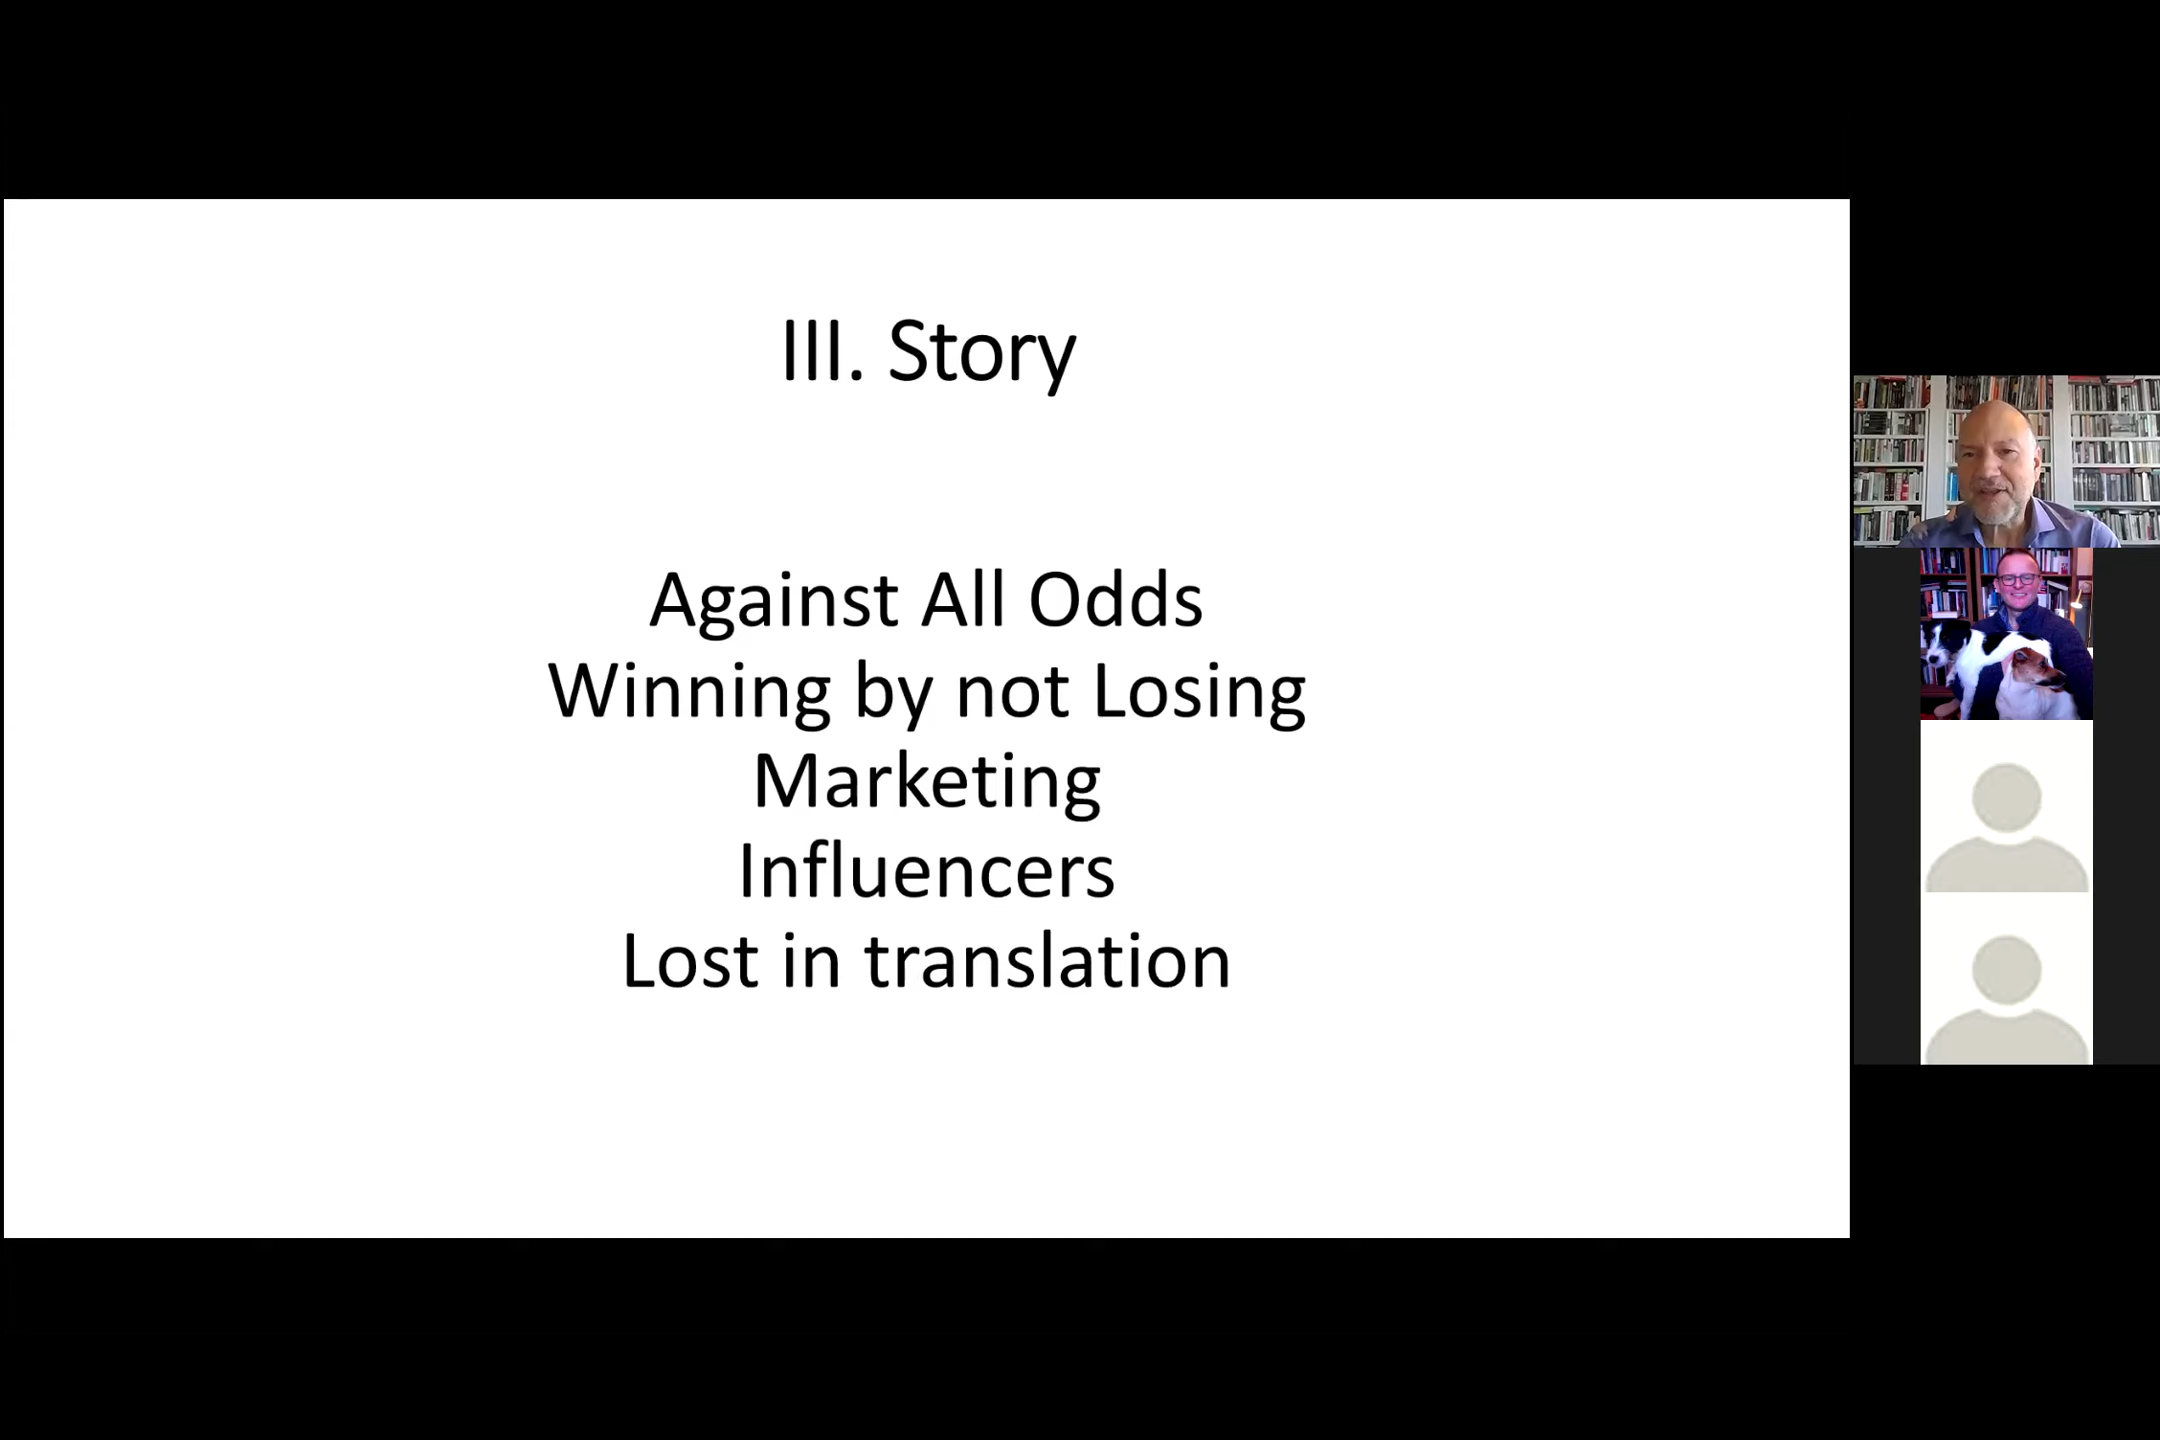 III. Story
Against All Odds
Winning by not Losing
Marketing
Influencers
Lost in translation